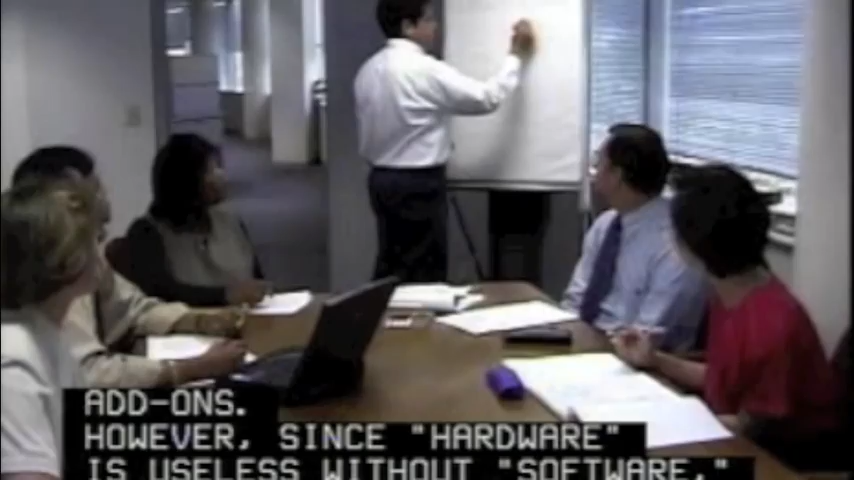 ADD-ONS.
HOWEVER, SINCE "HARDWARE"
IS USELESS WITHOUT "SOFTWARE,"